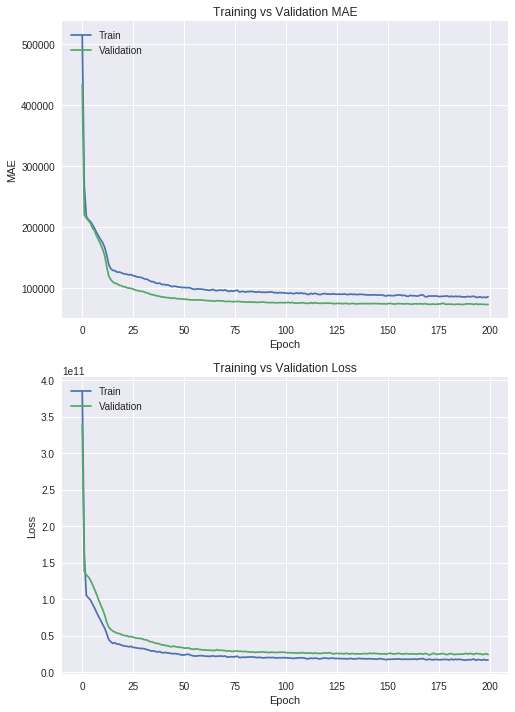 Training vs Validation MAE
Train
Validation
500000
400000
300000
200000
100000
MAE
0 25 50 75 100 125 150 175 200
Epoch
Training vs Validation Loss
1e11
Train
Validation
4.0
3.5
3.0
2.5
2.0
1.5
1.0
0.5
0.0
Loss
0 25 50 75 100 125 150 175 200
Epoch